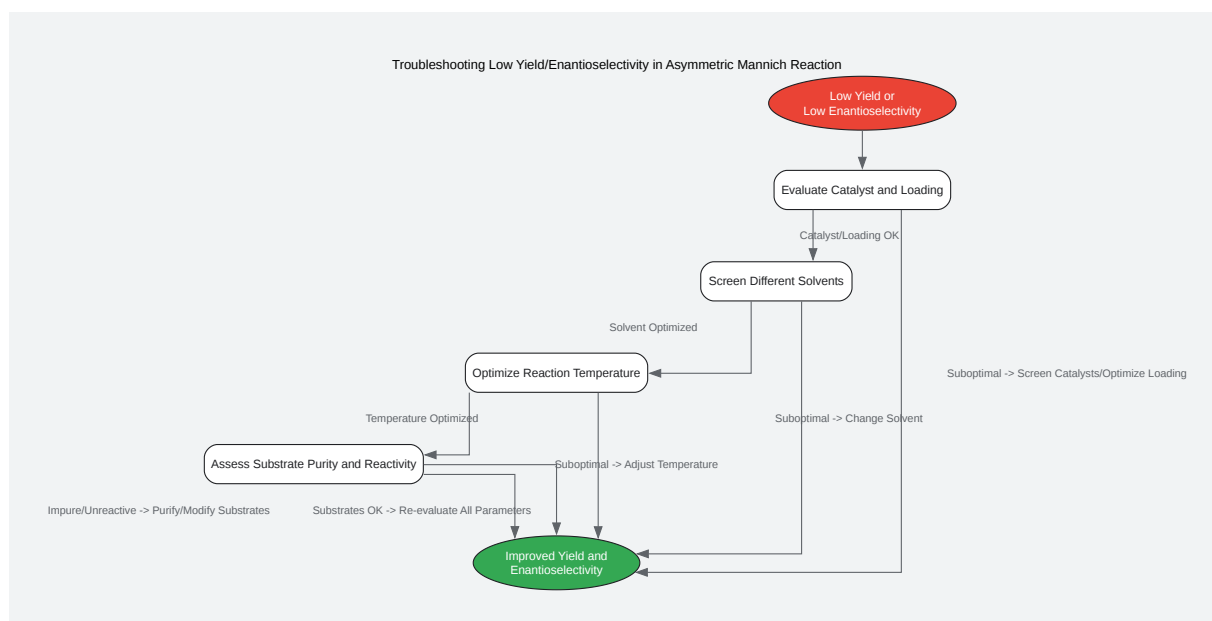 Troubleshooting Low Yield/Enantioselectivity in Asymmetric Mannich Reaction
Low Yield or
Low Enantioselectivity
Evaluate Catalyst and Loading
Catalyst/Loading OK
Screen Different Solvents
Solvent Optimized
Optimize Reaction Temperature
Suboptimal -> Screen Catalysts/Optimize Loading
Temperature Optimized
Suboptimal -> Change Solvent
Assess Substrate Purity and Reactivity
Suboptimal -> Adjust Temperature
Impure/Unreactive -> Purify/Modify Substrates
Substrates OK -> Re-evaluate All Parameters
Improved Yield and
Enantioselectivity